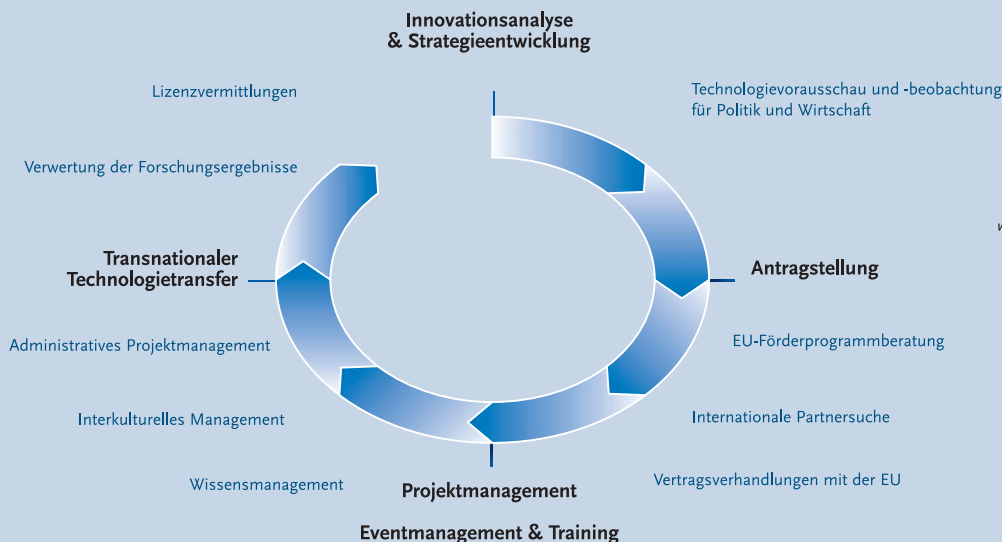 Innovationsanalyse
& Strategieentwicklung
Technologievorausschau und -beobachtung
für Politik und Wirtschaft
Antragstellung
EU-Förderprogrammberatung
Internationale Partnersuche
Vertragsverhandlungen mit der EU
Projektmanagement
Eventmanagement & Training
Wissensmanagement
Interkulturelles Management
Administratives Projektmanagement
Transnationaler
Technologietransfer
Verwertung der Forschungsergebnisse
Lizenzvermittlungen